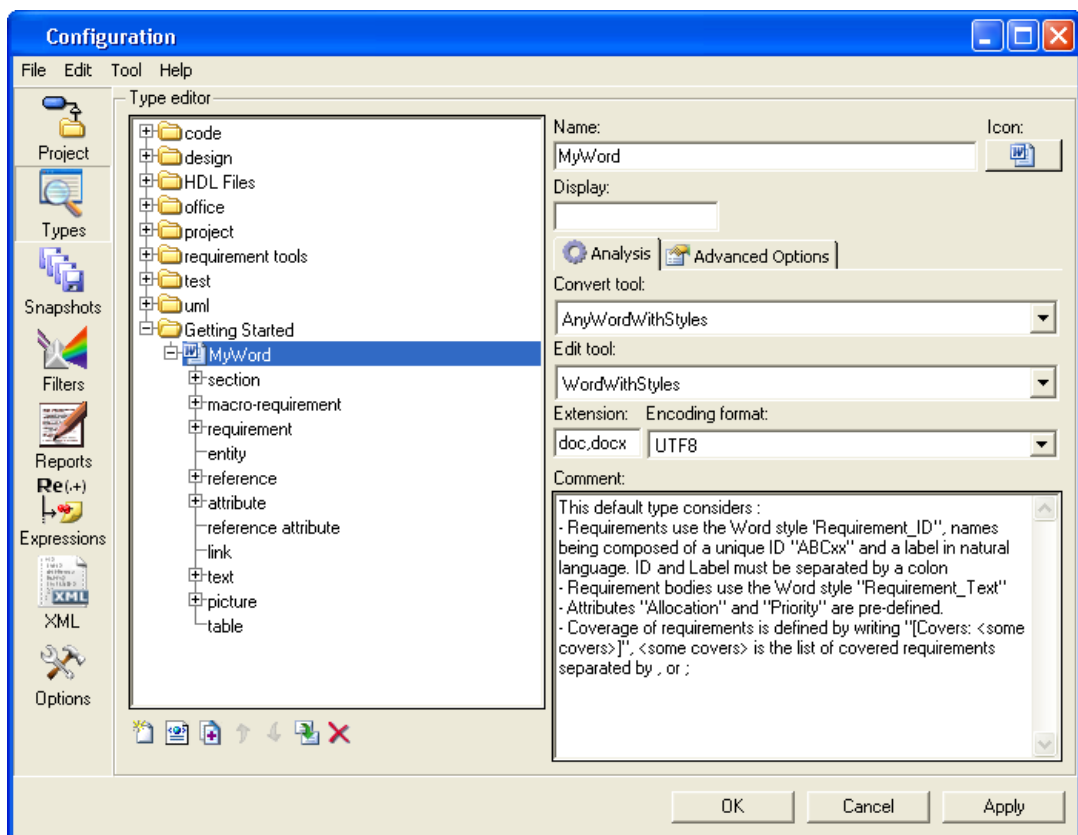 Configuration
File Edit Tool Help
Project
Types
Snapshots
Filters
Reports
Re(.+)
Expressions
XML
XML
Options
Type editor
code
design
HDL Files
office
project
requirement tools
test
uml
Getting Started
MyWord
section
macro-requirement
requirement
entity
reference
attribute
reference attribute
link
text
picture
table
Name:
Icon:
MyWord
Display:
Analysis
Advanced Options
Convert tool:
AnyWordWithStyles
Edit tool:
WordWithStyles
Extension: Encoding format:
doc,docx UTF8
Comment:
This default type considers :
- Requirements use the Word style 'Requirement_ID", names
being composed of a unique ID "ABCxx" and a label in natural
language. ID and Label must be separated by a colon
- Requirement bodies use the Word style "Requirement_Text"
- Attributes "Allocation" and "Priority" are pre-defined.
- Coverage of requirements is defined by writing "[Covers: <some
covers>]", <some covers> is the list of covered requirements
separated by , or ;
OK Cancel Apply